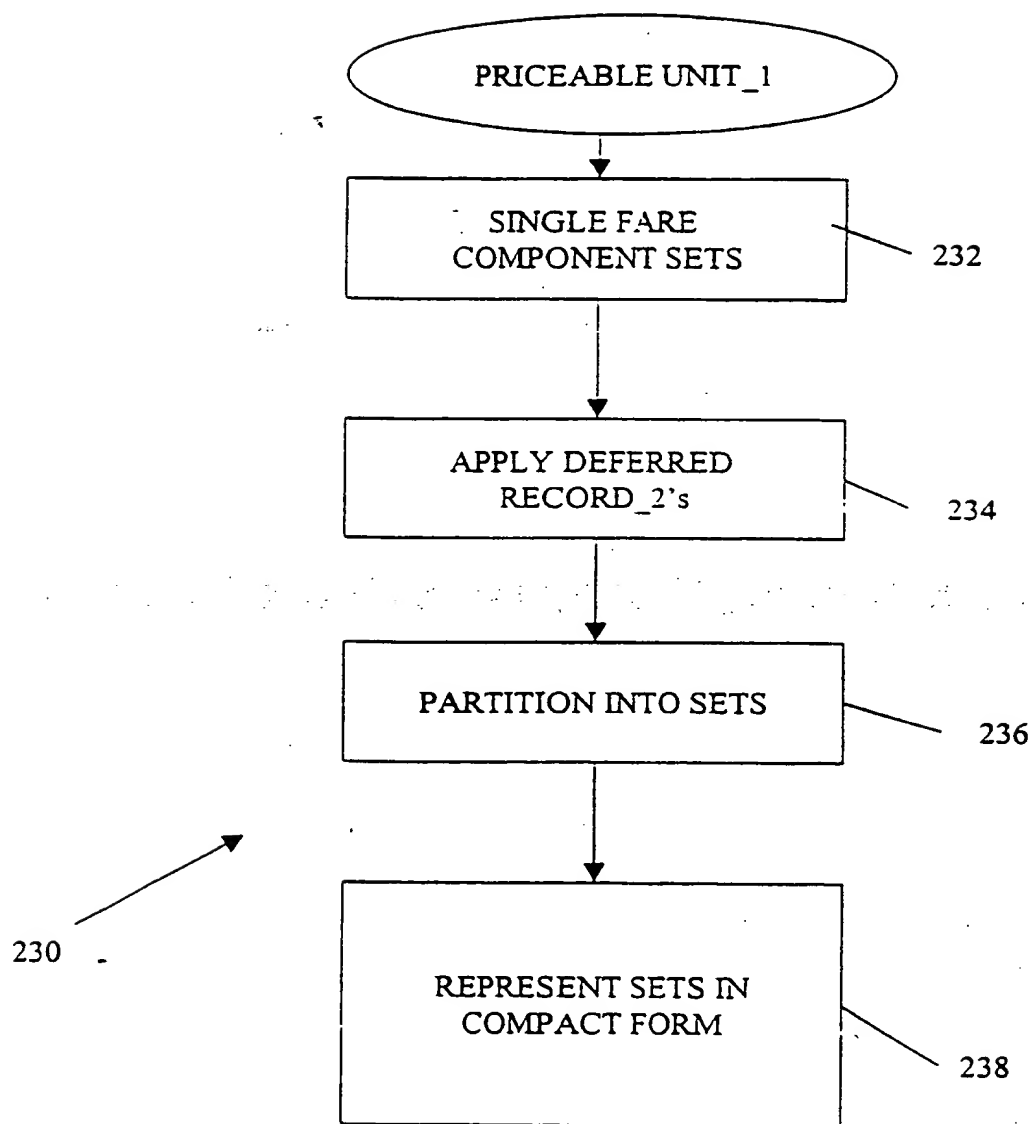 PRICEABLE UNIT_1
SINGLE FARE
COMPONENT SETS
232
APPLY DEFERRED
RECORD_2's
234
PARTITION INTO SETS
236
230
REPRESENT SETS IN
COMPACT FORM
238